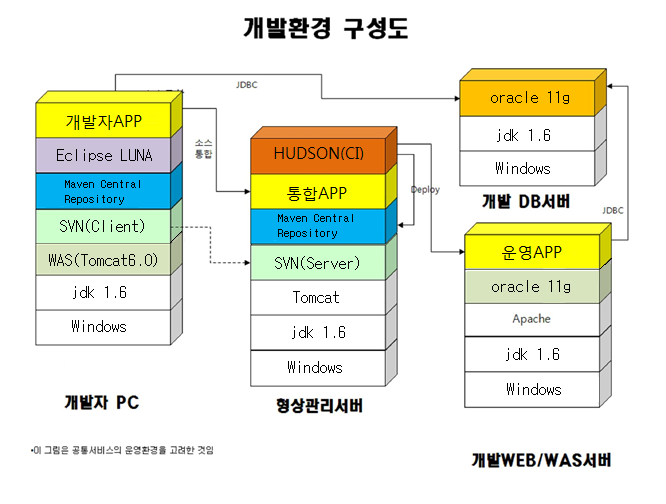 개발환경 구성도
JDBC
개발자APP
Eclipse LUNA
Maven Central
Repository
SVN(Client)
WAS(Tomcat6.0)
jdk 1.6
Windows
개발자 PC
소스
통합
HUDSON(CI)
통합APP
Maven Central
Repository
SVN(Server)
Tomcat
jdk 1.6
Windows
형상관리서버
Deploy
oracle 11g
jdk 1.6
Windows
개발 DB서버
JDBC
운영APP
oracle 11g
Apache
jdk 1.6
Windows
개발WEB/WAS서버
•이 그림은 공통서비스의 운영환경을 고려한 것임